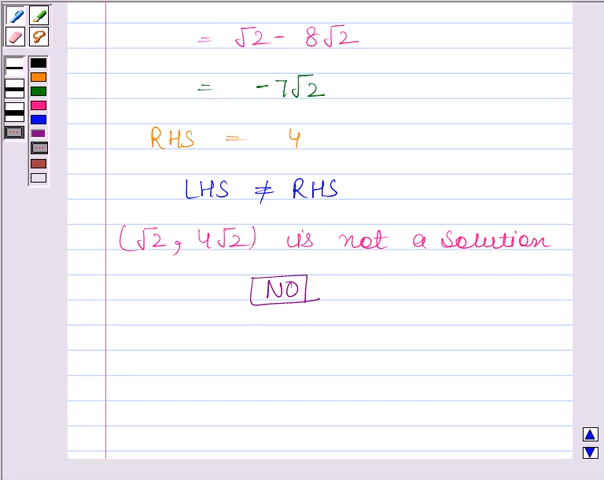 = √2 - 8√2
= -7√2
RHS = 4
LHS ≠ RHS
(√2, 4√2) is not a solution
NO